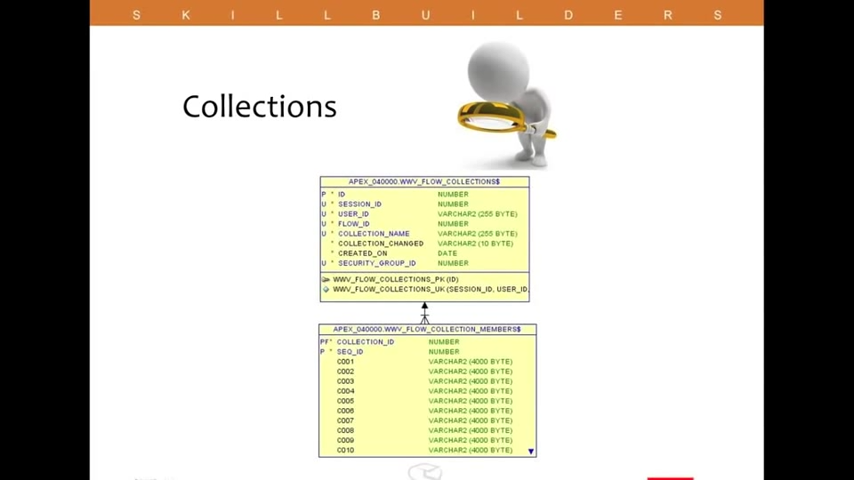 S K I L L B U I L D E R S
Collections
APEX_040000.WWV_FLOW_COLLECTIONS$
P * ID NUMBER
U * SESSION_ID NUMBER
U * USER_ID VARCHAR2 (255 BYTE)
U * FLOW_ID NUMBER
U * COLLECTION_NAME VARCHAR2 (255 BYTE)
* COLLECTION_CHANGED VARCHAR2 (10 BYTE)
* CREATED_ON DATE
U * SECURITY_GROUP_ID NUMBER
WWV_FLOW_COLLECTIONS_PK (ID)
WWV_FLOW_COLLECTIONS_UK (SESSION_ID, USER_ID,
APEX_040000.WWV_FLOW_COLLECTION_MEMBERS$
PF* COLLECTION_ID NUMBER
P * SEQ_ID NUMBER
C001 VARCHAR2 (4000 BYTE)
C002 VARCHAR2 (4000 BYTE)
C003 VARCHAR2 (4000 BYTE)
C004 VARCHAR2 (4000 BYTE)
C005 VARCHAR2 (4000 BYTE)
C006 VARCHAR2 (4000 BYTE)
C007 VARCHAR2 (4000 BYTE)
C008 VARCHAR2 (4000 BYTE)
C009 VARCHAR2 (4000 BYTE)
C010 VARCHAR2 (4000 BYTE)